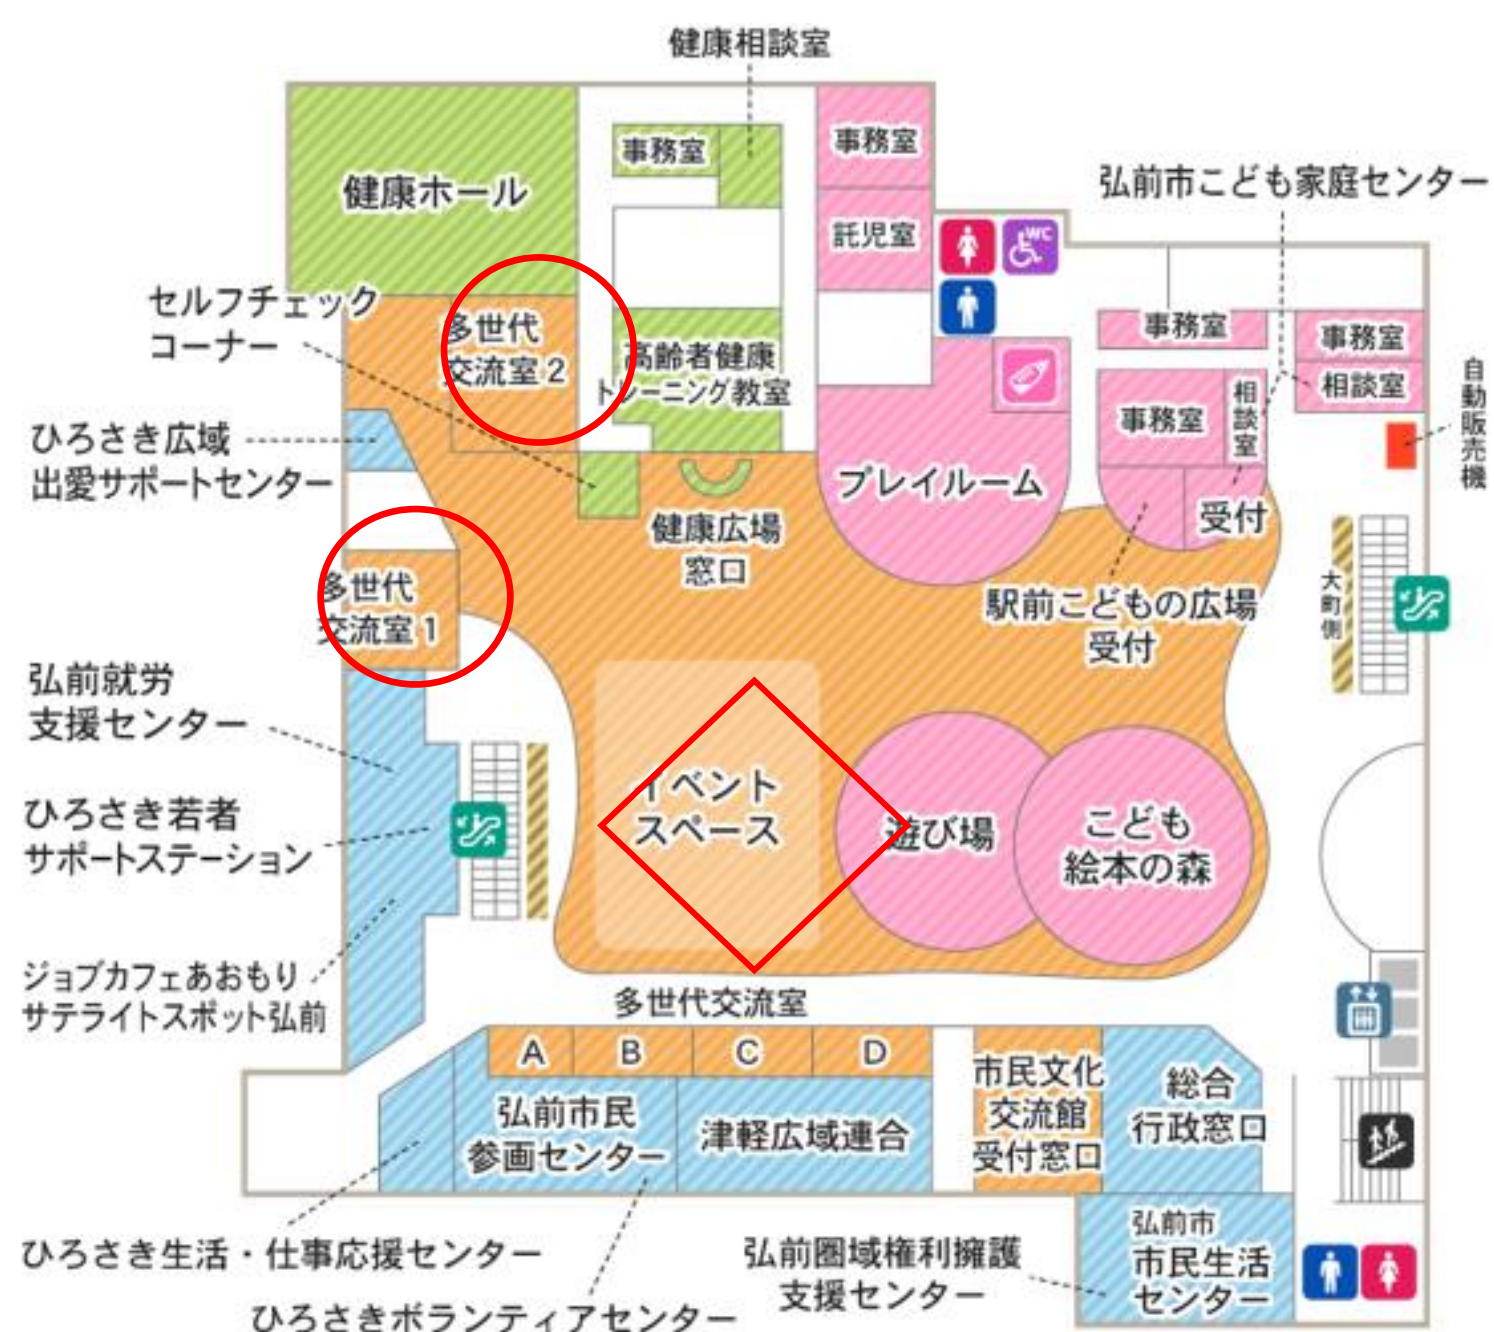 健康相談室
事務室
事務室
健康ホール
託児室
WC
弘前市こども家庭センター
セルフチェック
コーナー
多世代
交流室2
高齢者健康
トレーニング教室
事務室
事務室
相談室
事務室
相談室
自動販売機
ひろさき広域
出愛サポートセンター
プレイルーム
受付
健康広場
窓口
多世代
交流室1
駅前こどもの広場
受付
大町側
弘前就労
支援センター
イベント
スペース
遊び場
こども
絵本の森
ひろさき若者
サポートステーション
ジョブカフェあおもり
サテライトスポット弘前
多世代交流室
A
B
C
D
弘前市民
参画センター
津軽広域連合
市民文化
交流館
受付窓口
総合
行政窓口
弘前市
市民生活
センター
ひろさき生活・仕事応援センター
弘前圏域権利擁護
支援センター
ひろさきボランティアセンター